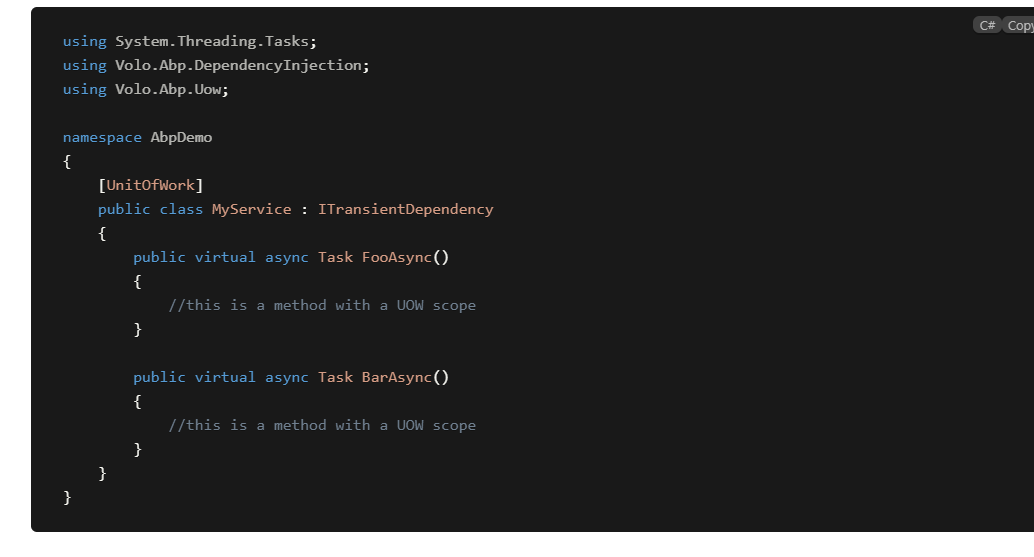 C# Copy
using System.Threading.Tasks;
using Volo.Abp.DependencyInjection;
using Volo.Abp.Uow;
namespace AbpDemo
{
[UnitOfWork]
public class MyService : ITransientDependency
{
public virtual async Task FooAsync()
{
//this is a method with a UOW scope
}
public virtual async Task BarAsync()
{
//this is a method with a UOW scope
}
}
}